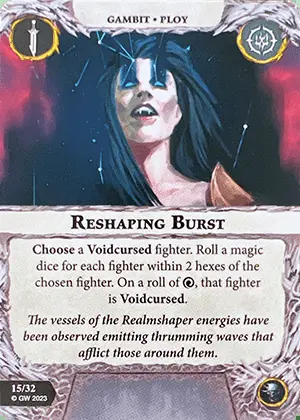 GAMBIT • PLOY
RESHAPING BURST
Choose a Voidcursed fighter. Roll a magic
dice for each fighter within 2 hexes of the
chosen fighter. On a roll of , that fighter
is Voidcursed.
The vessels of the Realmshaper energies have
been observed emitting thrumming waves that
afflict those around them.
15/32
© GW 2023